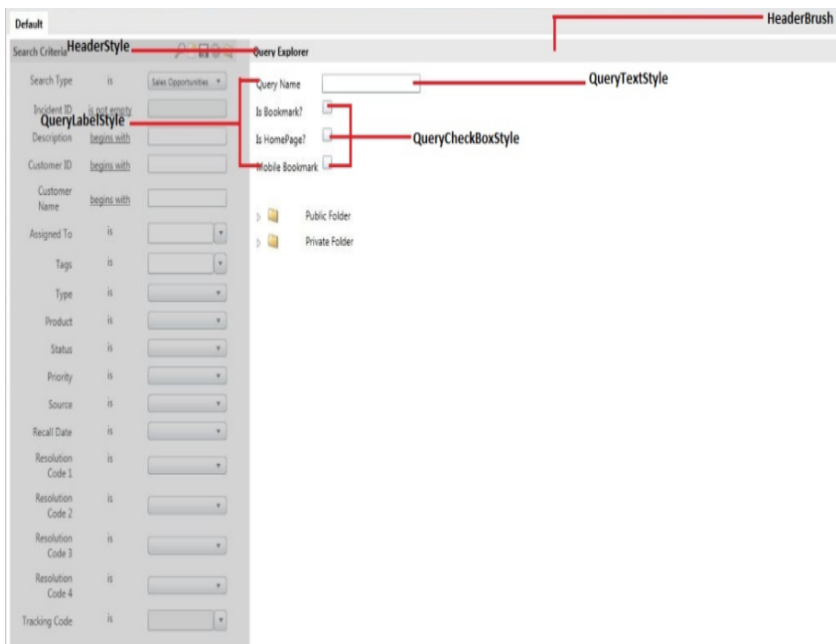 Default
HeaderBrush
Search Criteria
HeaderStyle
Query Explorer
Search Type is Sales Opportunities
Query Name
QueryTextStyle
Incident ID is not empty
Is Bookmark?
QueryLabelStyle
Description begins with
Is HomePage?
QueryCheckBoxStyle
Customer ID begins with
Mobile Bookmark
Customer Name begins with
Public Folder
Assigned To is
Private Folder
Tags is
Type is
Product is
Status is
Priority is
Source is
Recall Date is
Resolution Code 1 is
Resolution Code 2 is
Resolution Code 3 is
Resolution Code 4 is
Tracking Code is